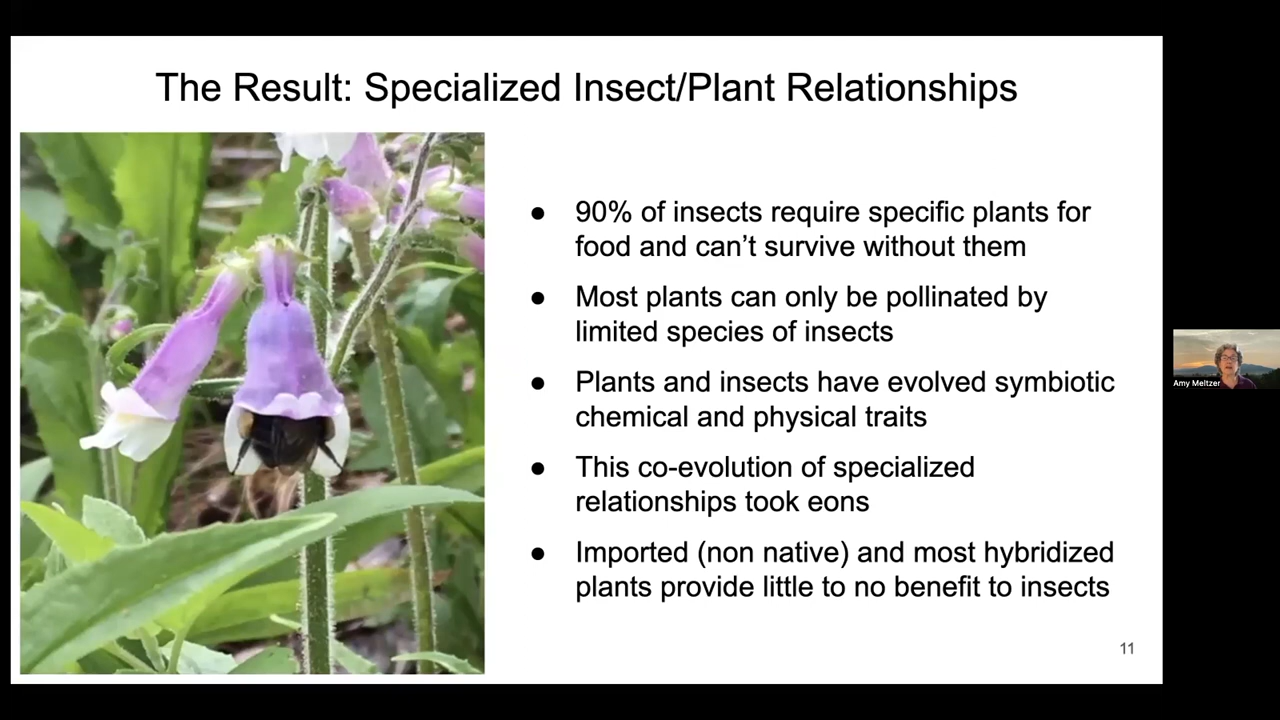 The Result: Specialized Insect/Plant Relationships
● 90% of insects require specific plants for
food and can’t survive without them
● Most plants can only be pollinated by
limited species of insects
● Plants and insects have evolved symbiotic
chemical and physical traits
● This co-evolution of specialized
relationships took eons
● Imported (non native) and most hybridized
plants provide little to no benefit to insects
11
Amy Meltzer